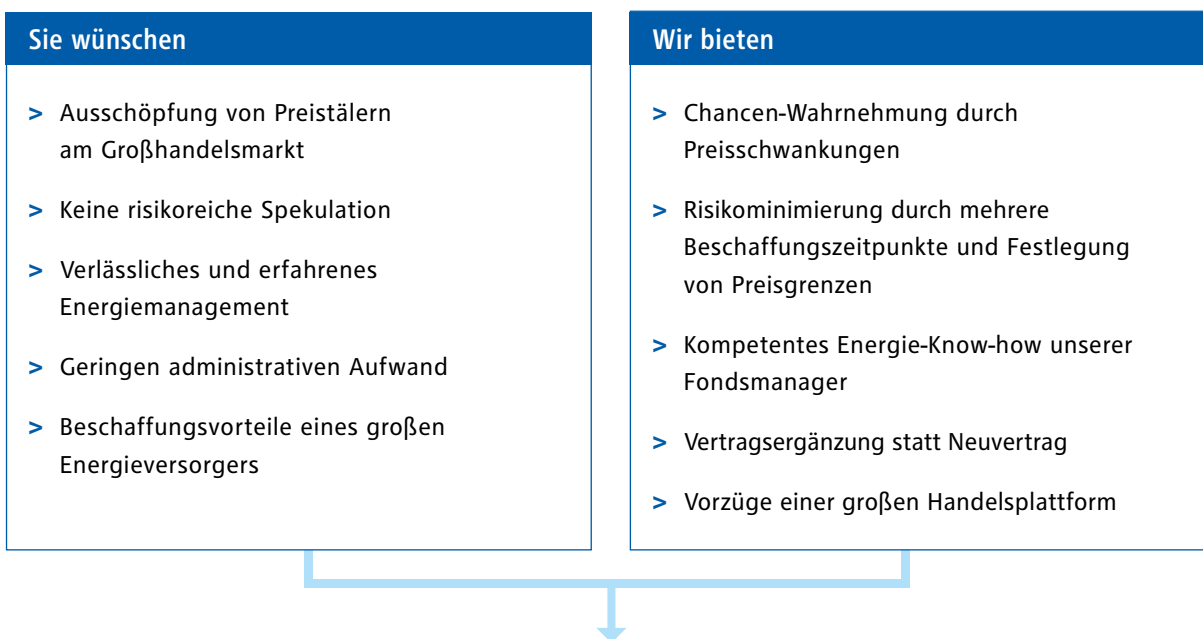 Sie wünschen
> Ausschöpfung von Preistälern
am Großhandelsmarkt
> Keine risikoreiche Spekulation
> Verlässliches und erfahrenes
Energiemanagement
> Geringen administrativen Aufwand
> Beschaffungsvorteile eines großen
Energieversorgers
Wir bieten
> Chancen-Wahrnehmung durch
Preisschwankungen
> Risikominimierung durch mehrere
Beschaffungszeitpunkte und Festlegung
von Preisgrenzen
> Kompetentes Energie-Know-how unserer
Fondsmanager
> Vertragsergänzung statt Neuvertrag
> Vorzüge einer großen Handelsplattform